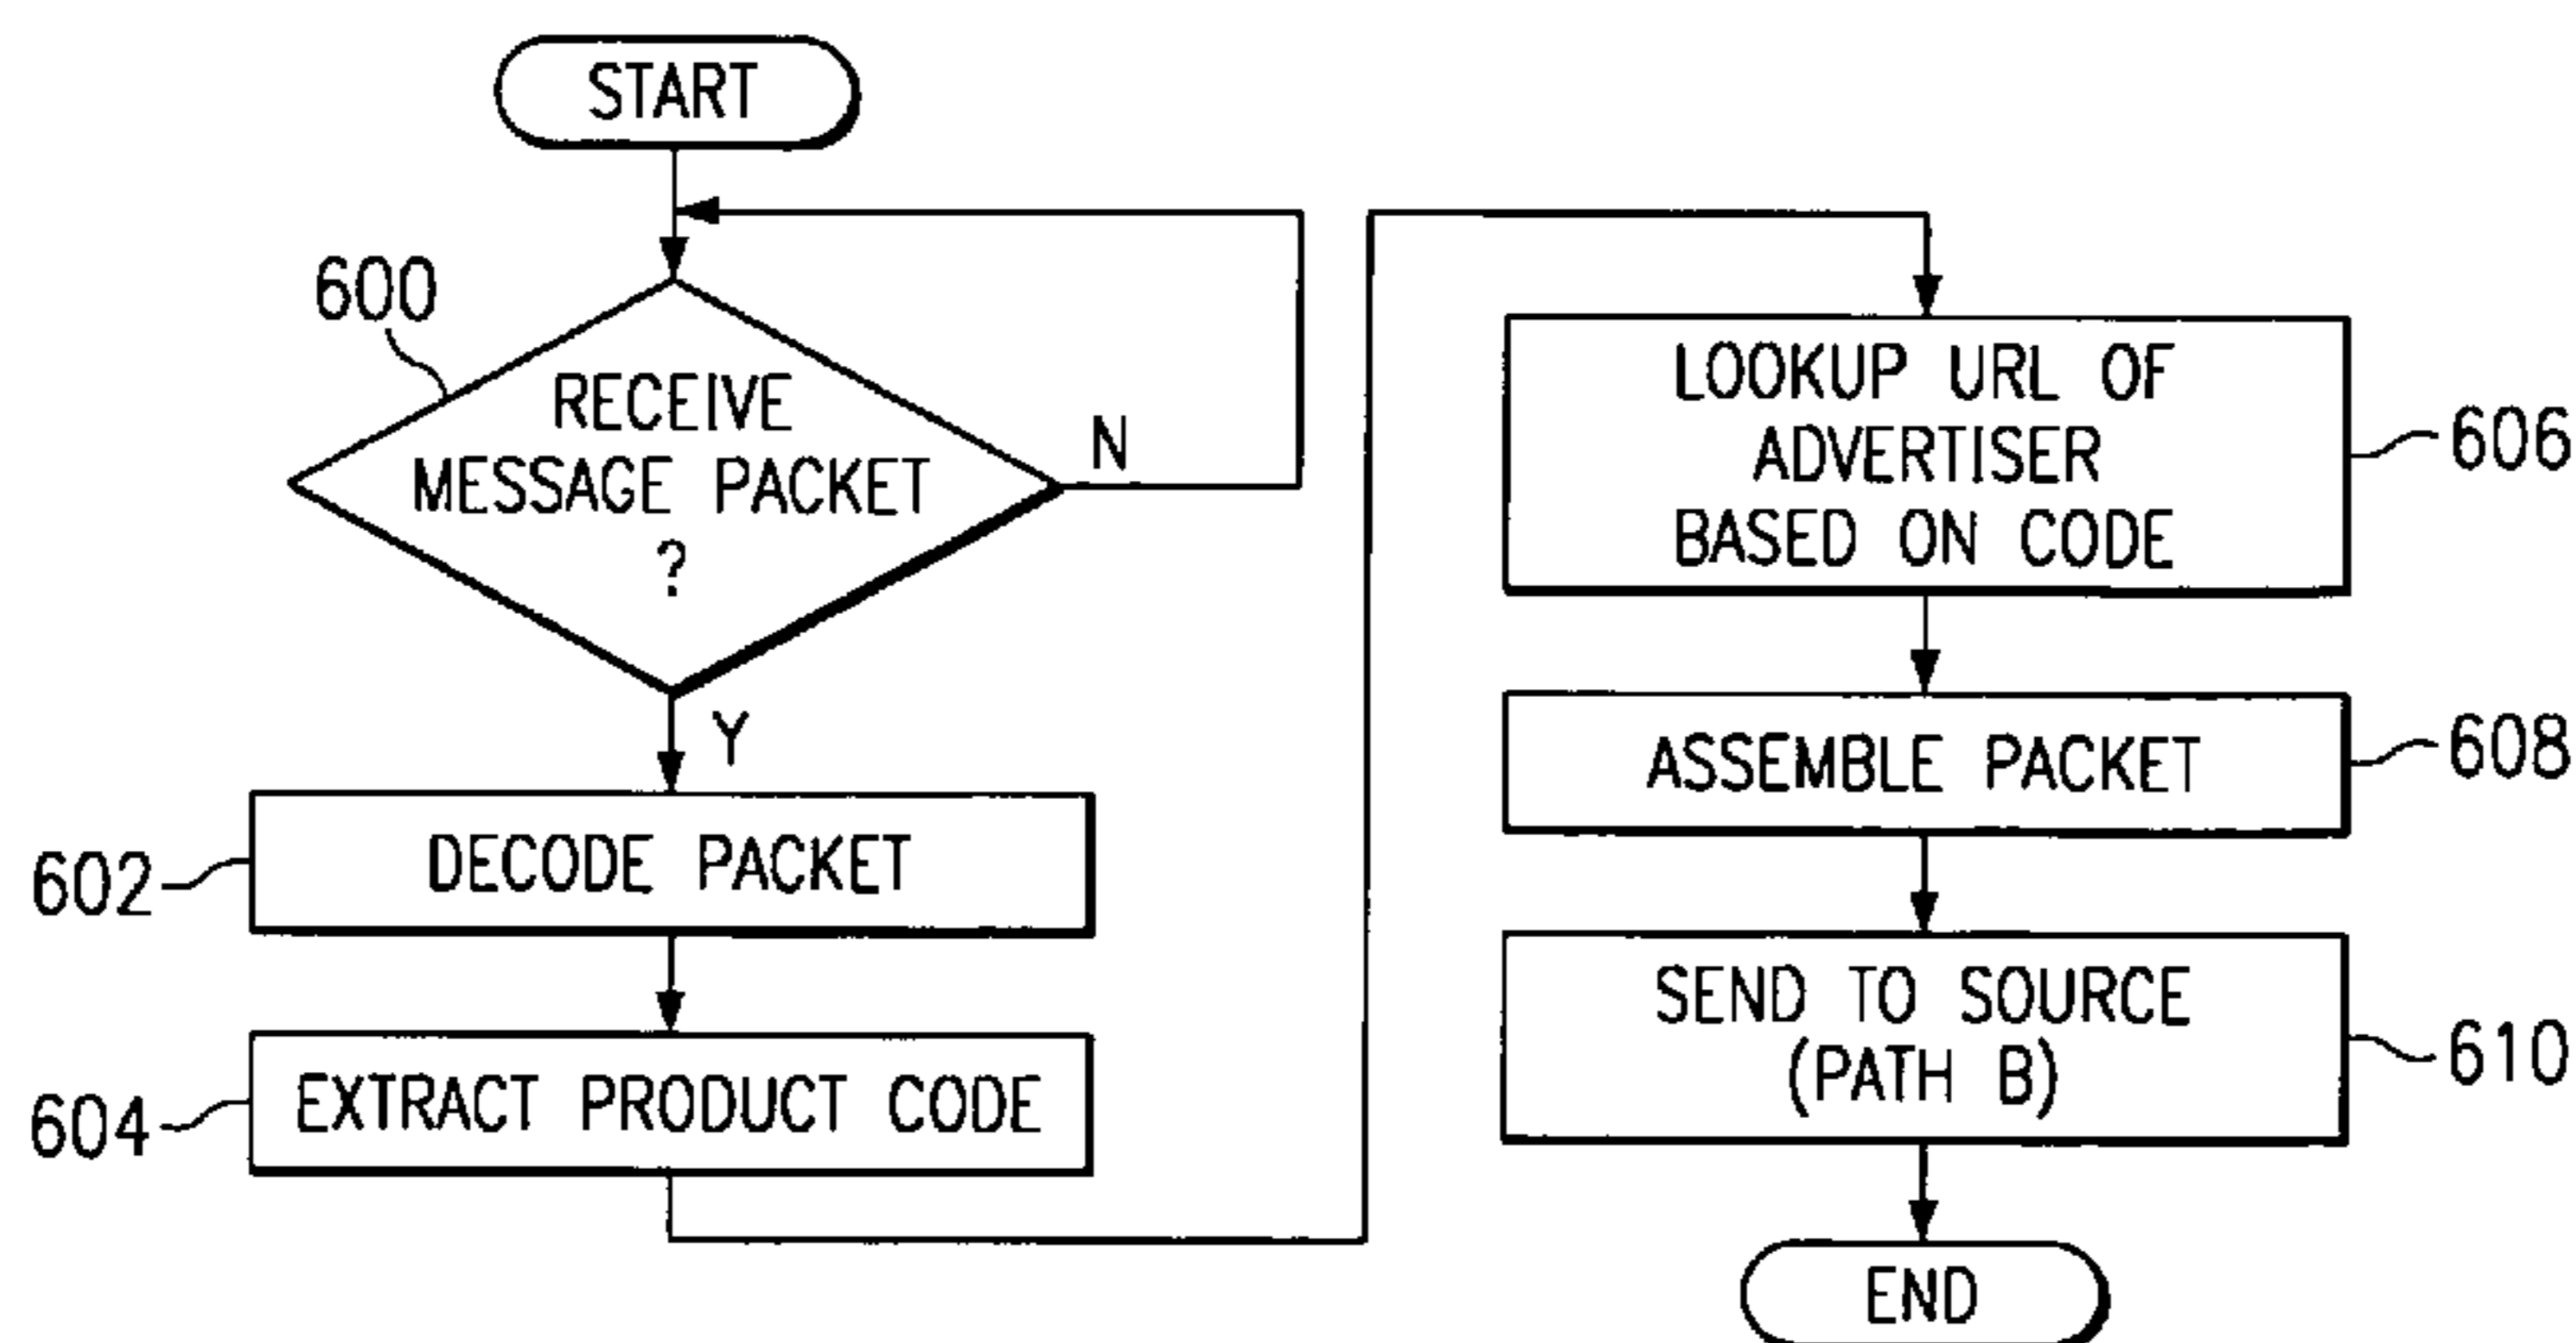 START
600
RECEIVE
MESSAGE PACKET
?
N
Y
602
DECODE PACKET
604
EXTRACT PRODUCT CODE
LOOKUP URL OF
ADVERTISER
BASED ON CODE
606
ASSEMBLE PACKET
608
SEND TO SOURCE
(PATH B)
610
END